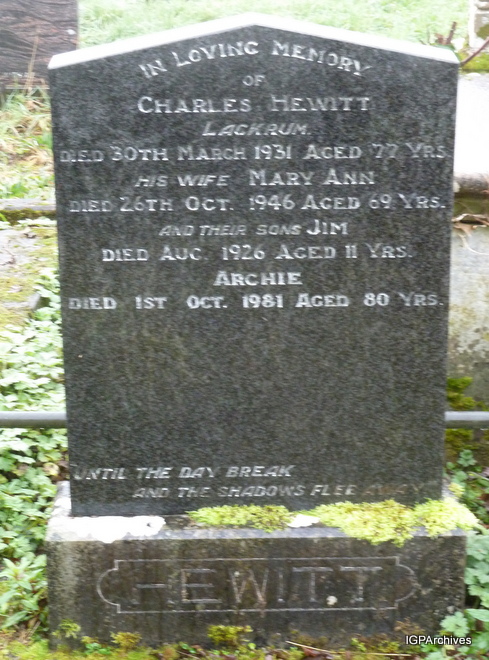 IN LOVING MEMORY
OF
CHARLES HEWITT
LACKRUM.
DIED 30TH MARCH 1931 AGED 77 YRS.
HIS WIFE MARY ANN
DIED 26TH OCT. 1946 AGED 69 YRS.
AND THEIR SONS JIM
DIED AUG. 1926 AGED 11 YRS.
ARCHIE
DIED 1ST OCT. 1981 AGED 80 YRS.
UNTIL THE DAY BREAK
AND THE SHADOWS FLEE AWAY
HEWITT
IGPArchives